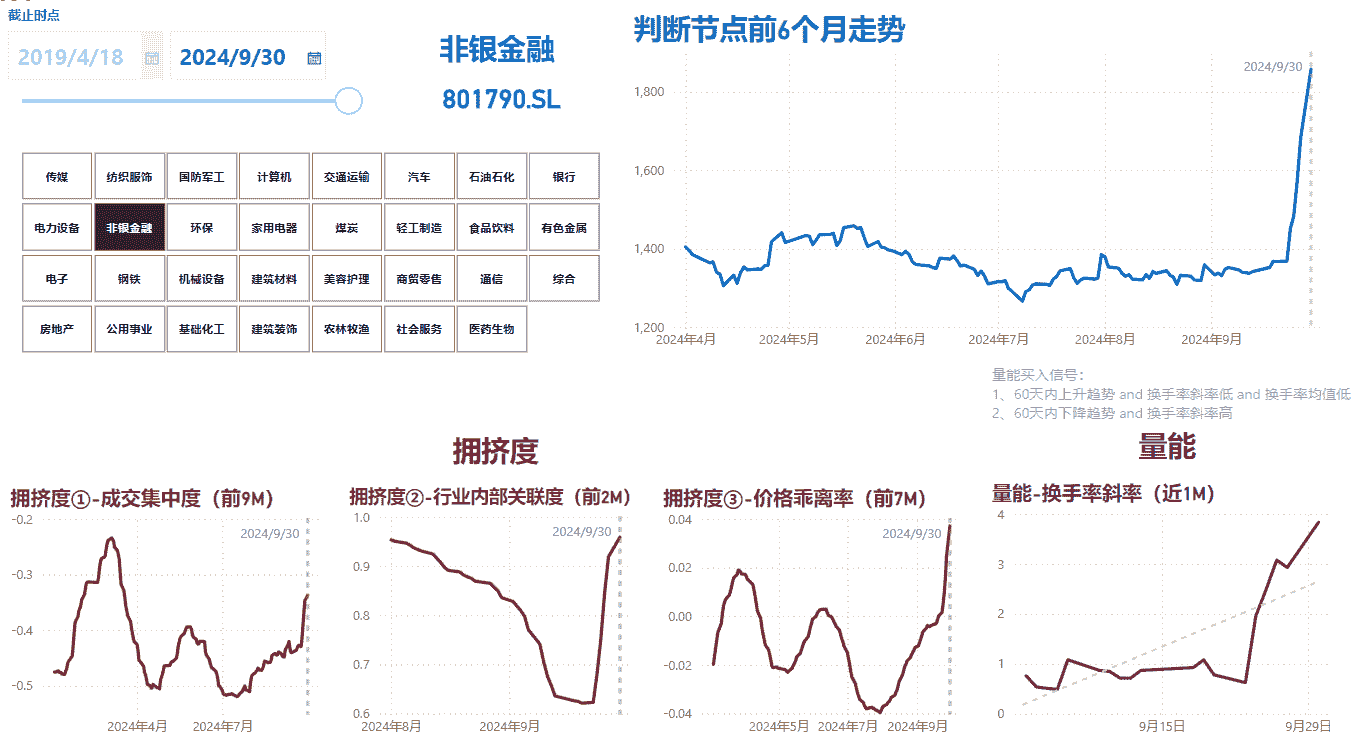 截止时点
2019/4/18
2024/9/30
非银金融
801790.SL
传媒 纺织服饰 国防军工 计算机 交通运输 汽车 石油石化 银行
电力设备 非银金融 环保 家用电器 煤炭 轻工制造 食品饮料 有色金属
电子 钢铁 机械设备 建筑材料 美容护理 商贸零售 通信 综合
房地产 公用事业 基础化工 建筑装饰 农林牧渔 社会服务 医药生物
判断节点前6个月走势
2024/9/30
1,800
1,600
1,400
1,200
2024年4月 2024年5月 2024年6月 2024年7月 2024年8月 2024年9月
量能买入信号：
1、60天内上升趋势 and 换手率斜率低 and 换手率均值低
2、60天内下降趋势 and 换手率斜率高
拥挤度
拥挤度①-成交集中度（前9M）
2024/9/30
-0.2
-0.3
-0.4
-0.5
2024年4月 2024年7月
拥挤度②-行业内部关联度（前2M）
2024/9/30
1.0
0.9
0.8
0.7
0.6
2024年8月 2024年9月
拥挤度③-价格乖离率（前7M）
2024/9/30
0.04
0.02
0.00
-0.02
-0.04
2024年5月 2024年7月 2024年9月
量能
量能-换手率斜率（近1M）
4
3
2
1
0
9月15日 9月29日